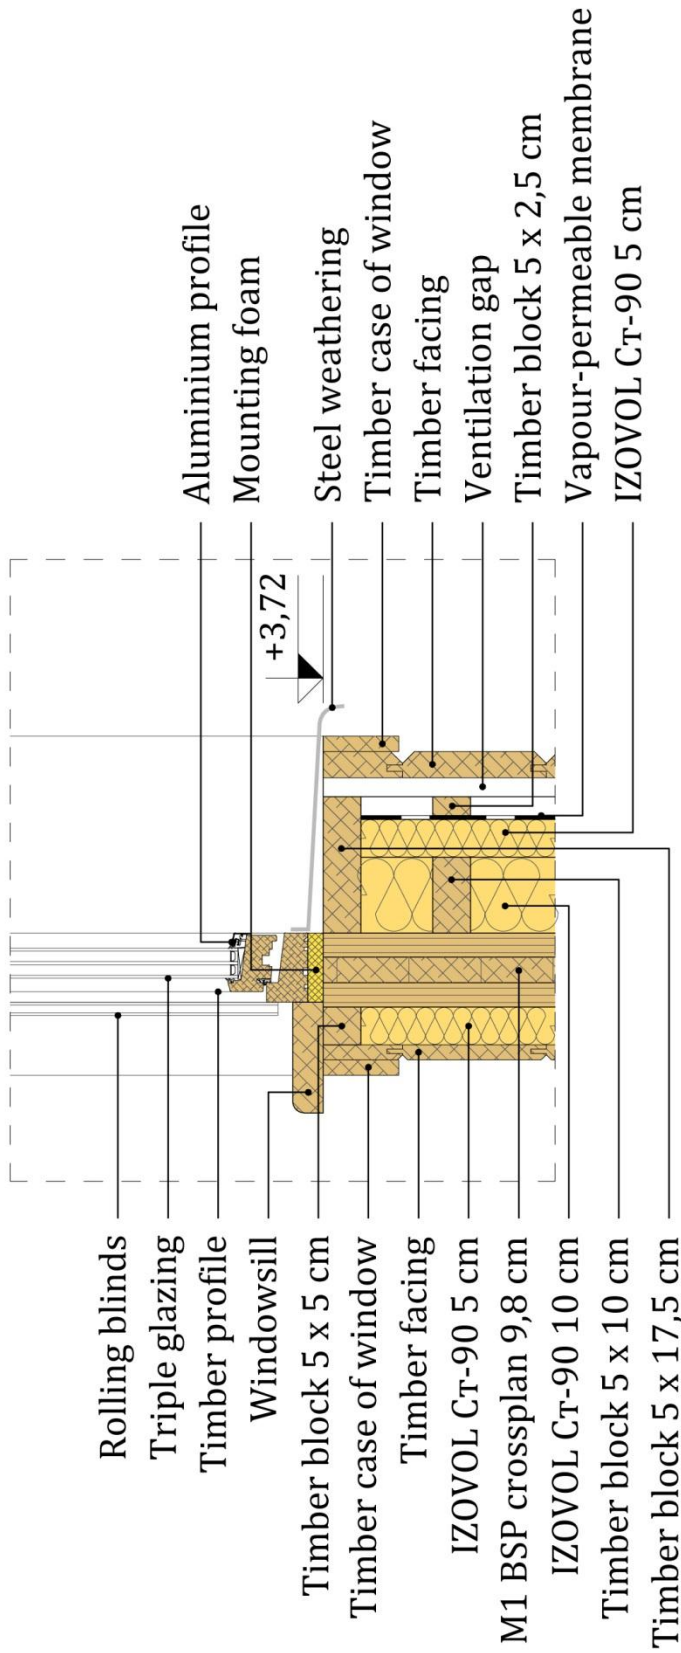 Aluminium profile
Mounting foam
Steel weathering
Timber case of window
Timber facing
Ventilation gap
Timber block 5 x 2,5 cm
Vapour-permeable membrane
IZOVOL Ст-90 5 cm
+3,72
Rolling blinds
Triple glazing
Timber profile
Windowsill
Timber block 5 x 5 cm
Timber case of window
Timber facing
IZOVOL Ст-90 5 cm
M1 BSP crossplan 9,8 cm
IZOVOL Ст-90 10 cm
Timber block 5 x 10 cm
Timber block 5 x 17,5 cm